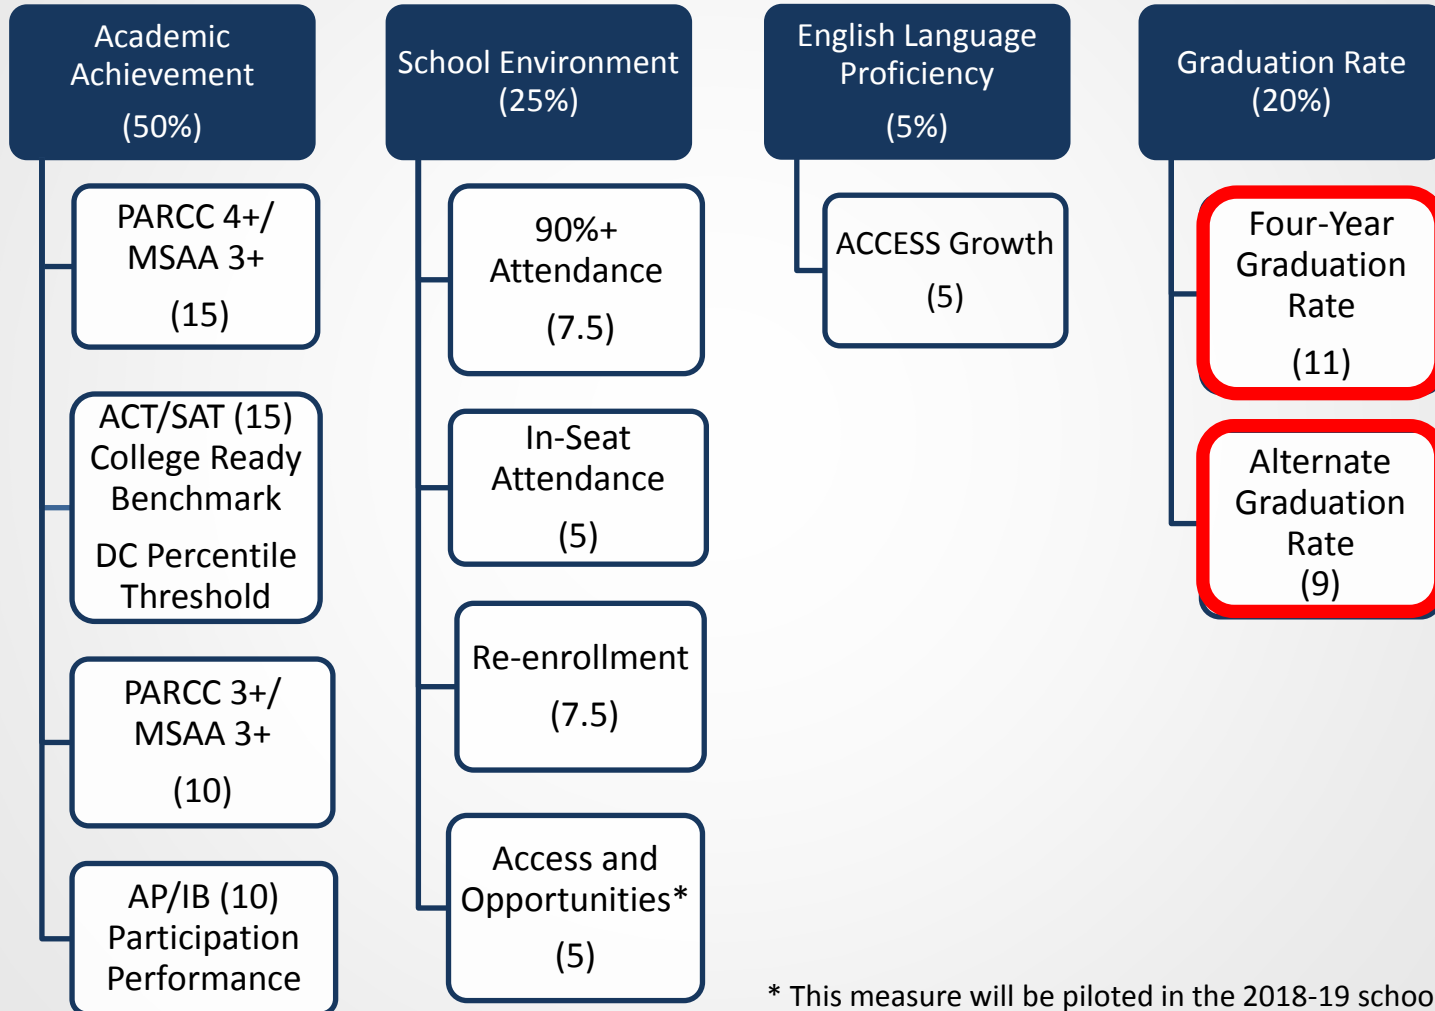 Academic
Achievement
(50%)
PARCC 4+/
MSAA 3+
(15)
ACT/SAT (15)
College Ready
Benchmark
DC Percentile
Threshold
PARCC 3+/
MSAA 3+
(10)
AP/IB (10)
Participation
Performance
School Environment
(25%)
90%+
Attendance
(7.5)
In-Seat
Attendance
(5)
Re-enrollment
(7.5)
Access and
Opportunities*
(5)
English Language
Proficiency
(5%)
ACCESS Growth
(5)
Graduation Rate
(20%)
Four-Year
Graduation
Rate
(11)
Alternate
Graduation
Rate
(9)
* This measure will be piloted in the 2018-19 school